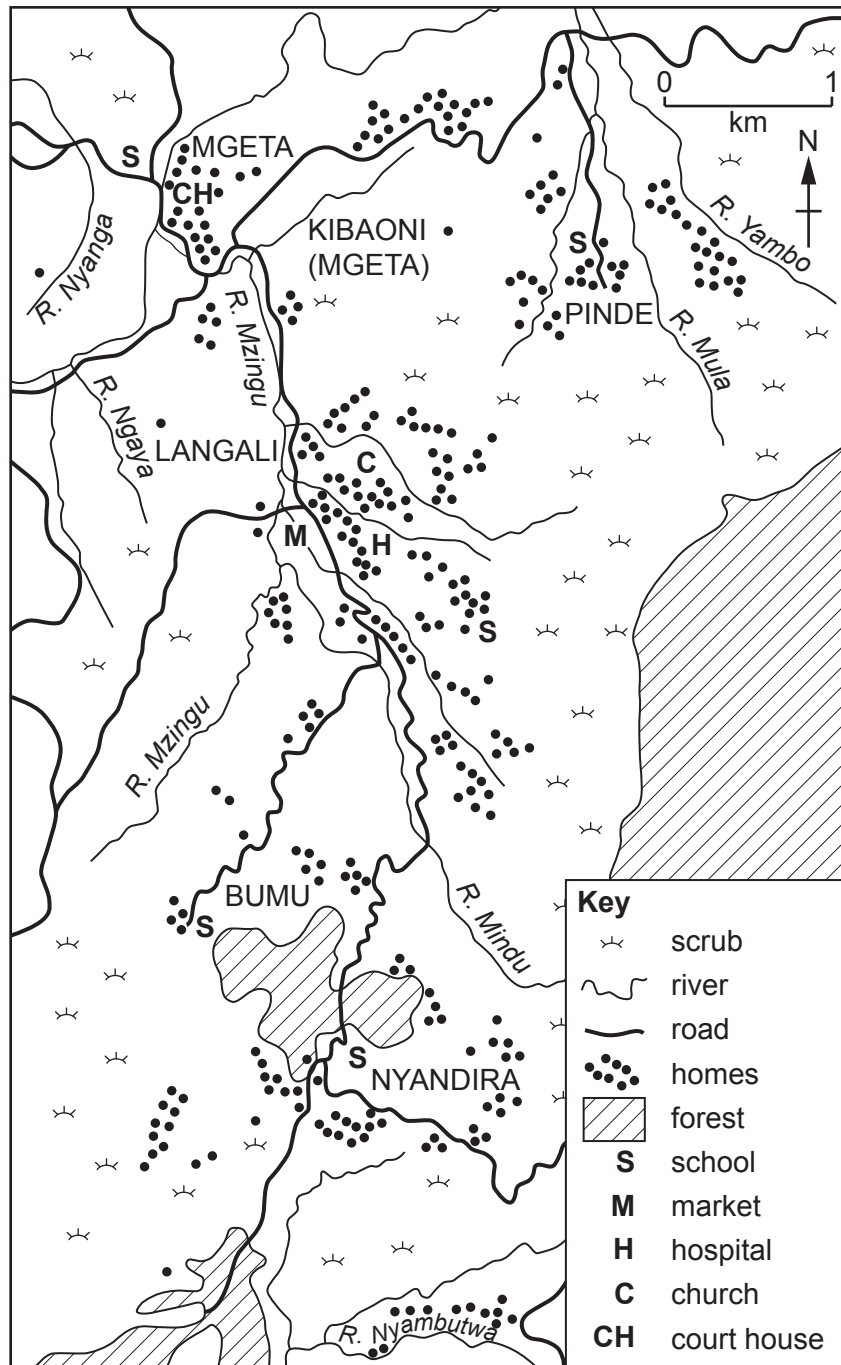 0 1
km
N
S
MGETA
CH
KIBAONI
(MGETA)
R. Nyanga
R. Mzingu
S
PINDE
R. Yambo
R. Mula
R. Ngaya
LANGALI
C
M
H
S
R. Mzingu
BUMU
S
R. Mindu
S
NYANDIRA
R. Nyambutwa
Key
scrub
river
road
homes
forest
S school
M market
H hospital
C church
CH court house